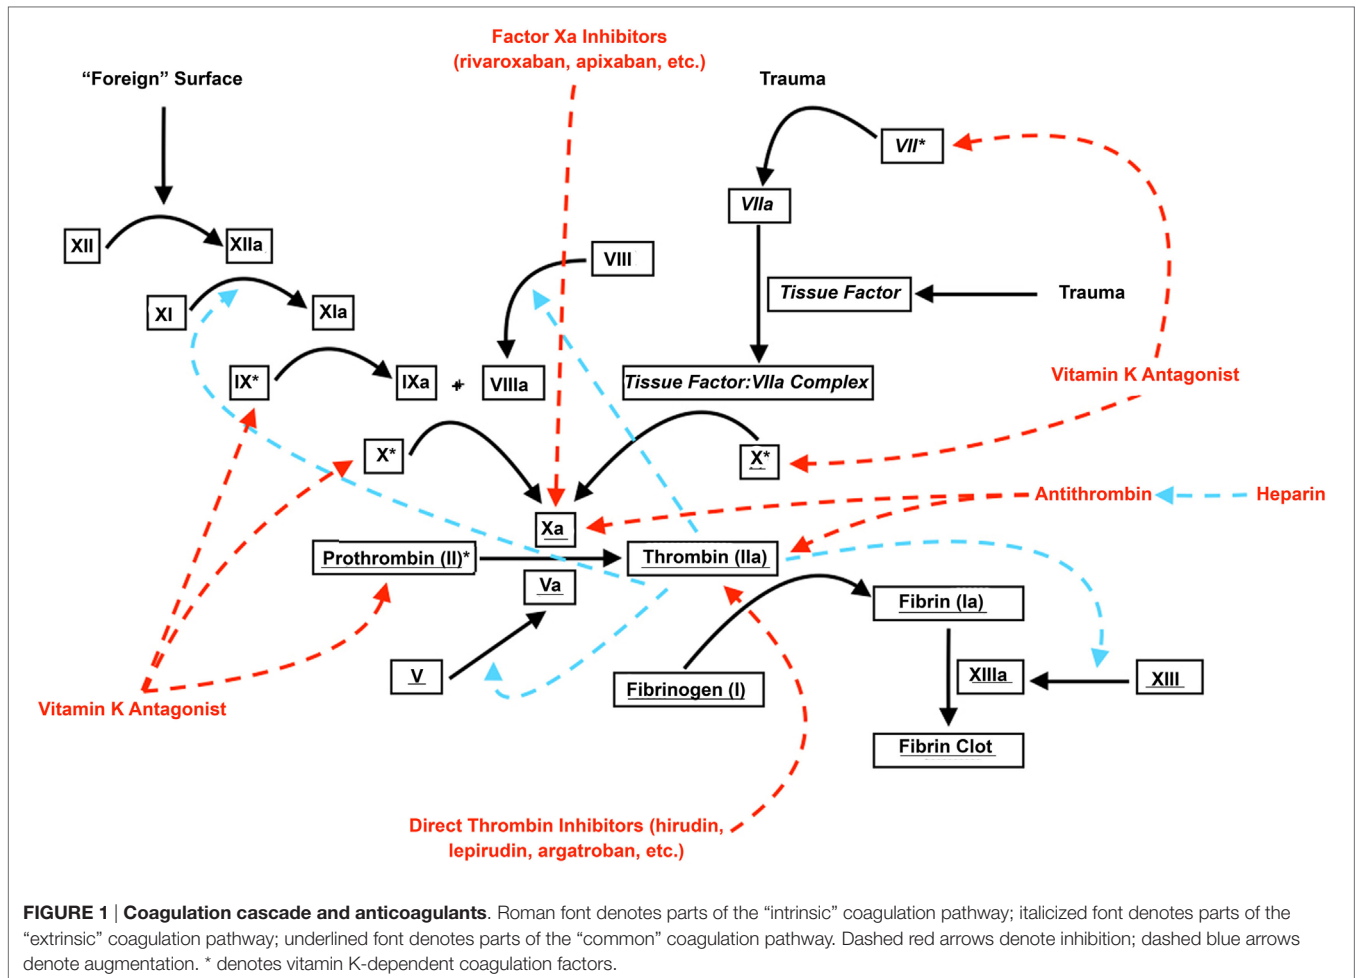 Factor Xa Inhibitors
(rivaroxaban, apixaban, etc.)
“Foreign” Surface
Trauma
VII*
VIIa
XII
XIIa
VIII
XI
XIa
Tissue Factor
Trauma
IX*
IXa
+
VIIIa
Tissue Factor:VIIa Complex
Vitamin K Antagonist
X*
X*
Antithrombin
Heparin
Xa
Prothrombin (II)*
Thrombin (IIa)
Va
Fibrin (Ia)
V
Fibrinogen (I)
XIIIa
XIII
Vitamin K Antagonist
Fibrin Clot
Direct Thrombin Inhibitors (hirudin,
lepirudin, argatroban, etc.)
FIGURE 1 | Coagulation cascade and anticoagulants. Roman font denotes parts of the “intrinsic” coagulation pathway; italicized font denotes parts of the
“extrinsic” coagulation pathway; underlined font denotes parts of the “common” coagulation pathway. Dashed red arrows denote inhibition; dashed blue arrows
denote augmentation. * denotes vitamin K-dependent coagulation factors.